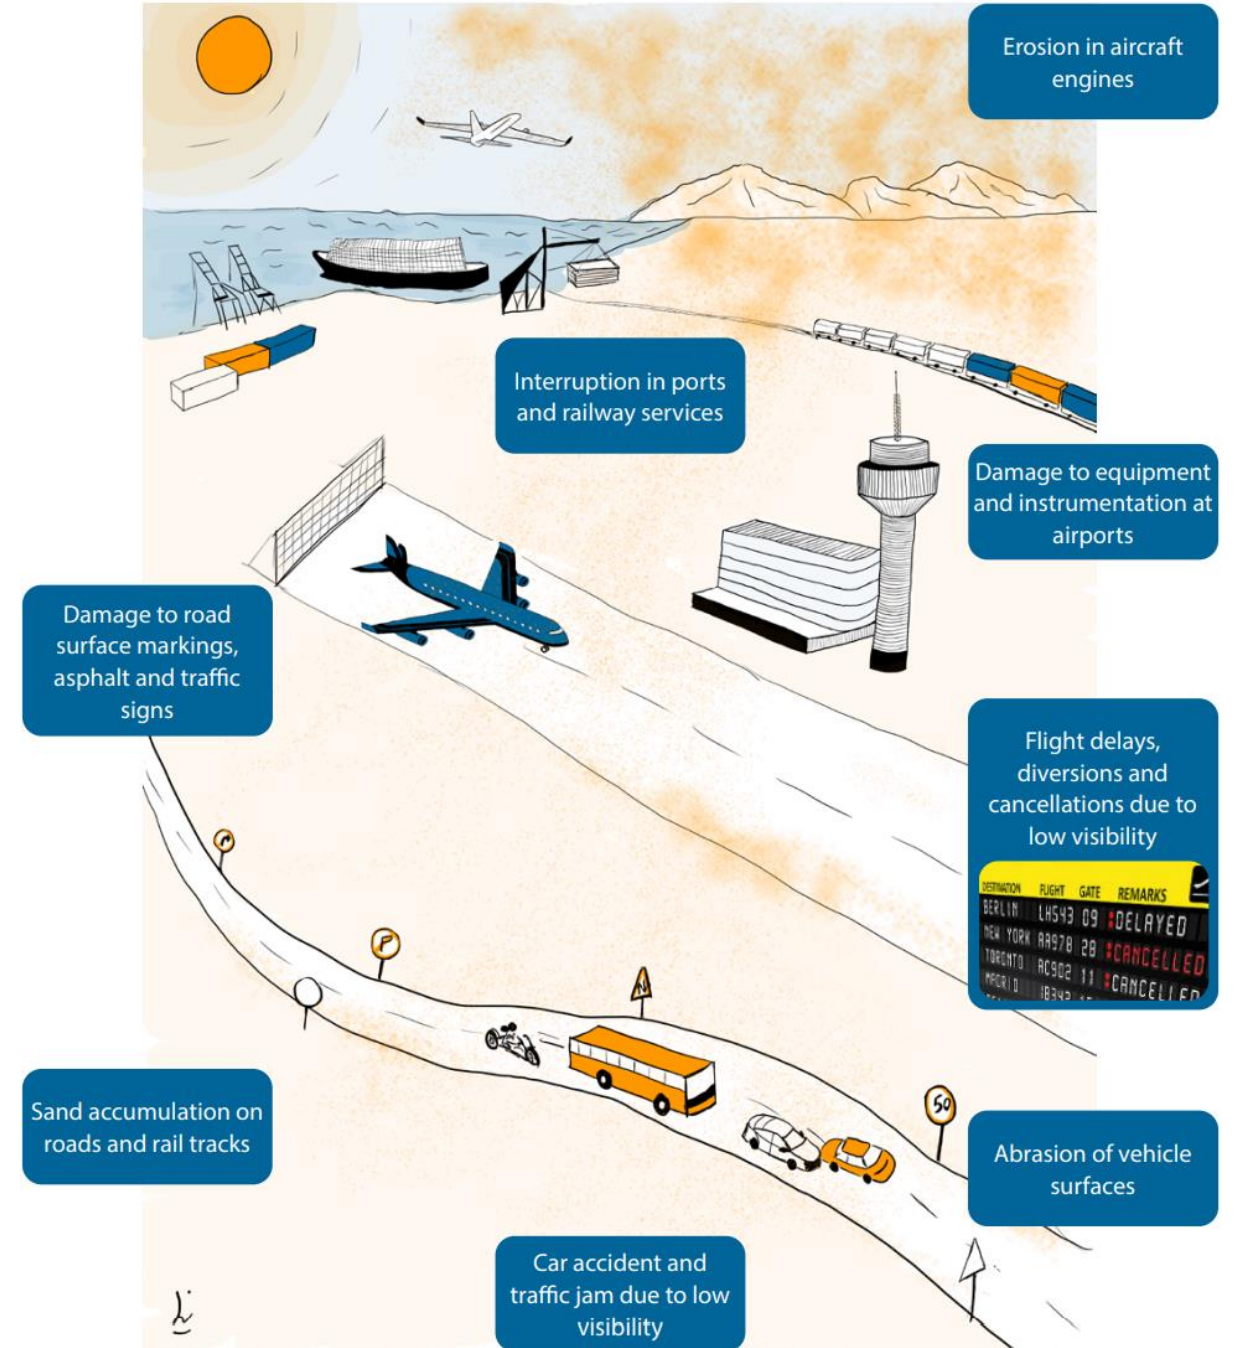 Erosion in aircraft
engines
Interruption in ports
and railway services
Damage to equipment
and instrumentation at
airports
Damage to road
surface markings,
asphalt and traffic
signs
Flight delays,
diversions and
cancellations due to
low visibility
DESTINATION FLIGHT GATE REMARKS
BERLIN LH543 09 :DELAYED
NEW YORK AA978 28 :CANCELLED
TORONTO AC902 11 :CANCELLED
MADRID IB342
50
Sand accumulation on
roads and rail tracks
Abrasion of vehicle
surfaces
Car accident and
traffic jam due to low
visibility